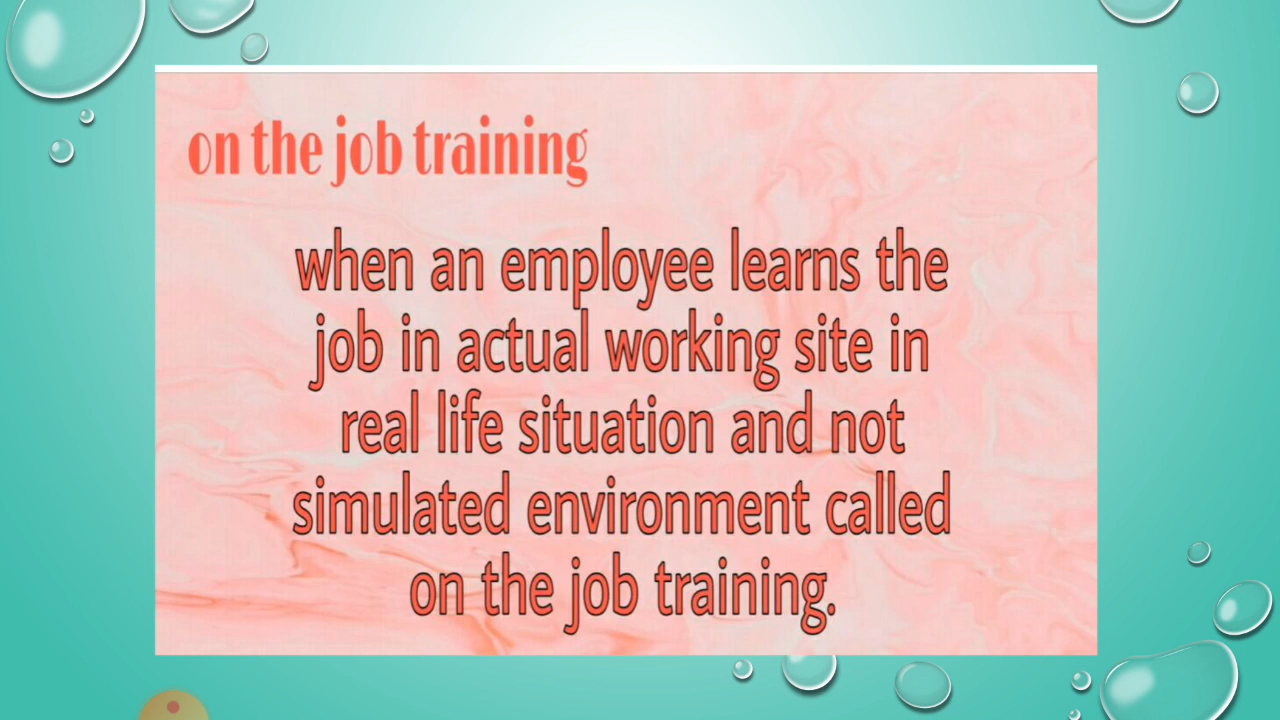 on the job training
when an employee learns the
job in actual working site in
real life situation and not
simulated environment called
on the job training.